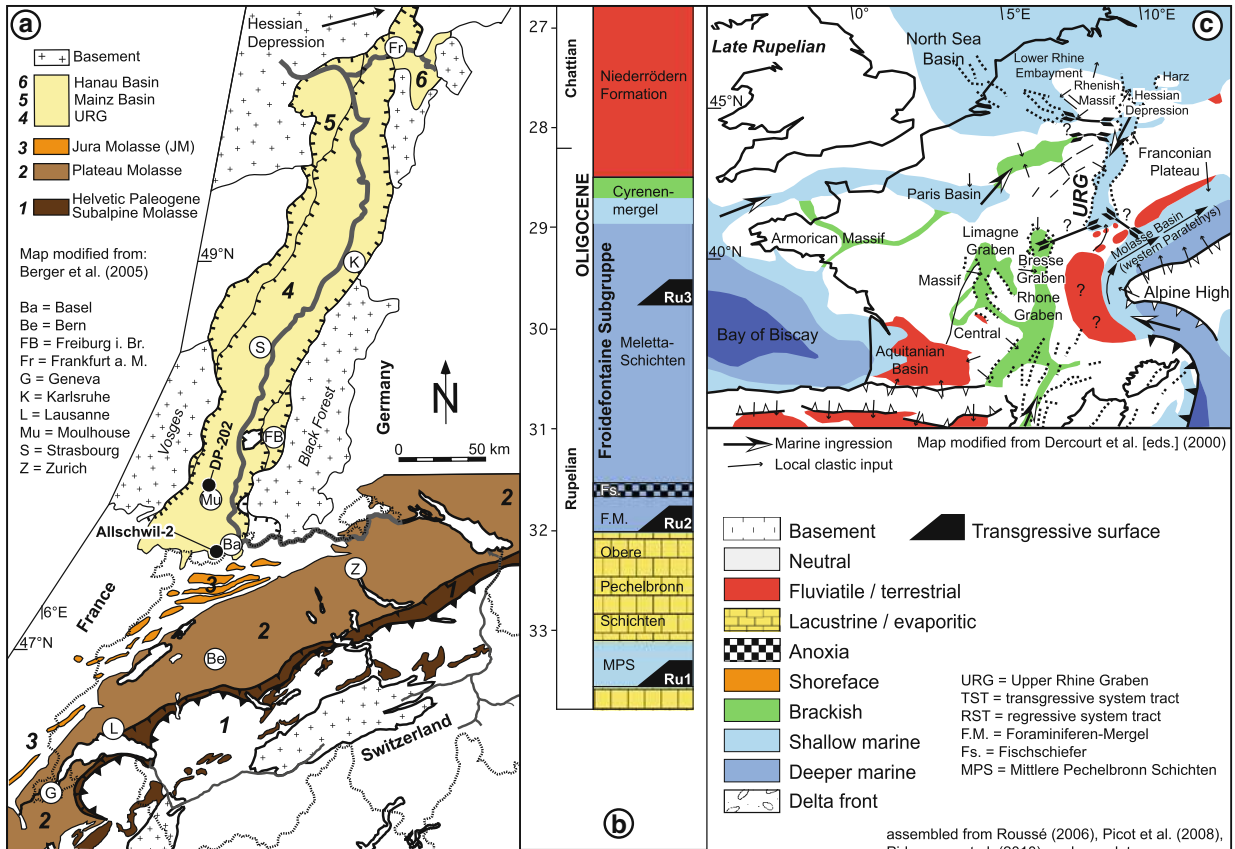 a
Hessian
Depression
Basement
6 Hanau Basin
5 Mainz Basin
4 URG
3 Jura Molasse (JM)
2 Plateau Molasse
1 Helvetic Paleogene
Subalpine Molasse
Map modified from:
Berger et al. (2005)
Ba = Basel
Be = Bern
FB = Freiburg i. Br.
Fr = Frankfurt a. M.
G = Geneva
K = Karlsruhe
L = Lausanne
Mu = Moulhouse
S = Strasbourg
Z = Zurich
Fr
6
5
49°N
K
4
S
Vosges
DP-202
FB
Black Forest
Germany
N
0 50 km
Mu
Allschwil-2
Ba
2
3
Z
6°E
France
47°N
1
2
Be
1
L
3
Switzerland
G
2
b
27
28
29
30
31
32
33
Chattian
Rupelian
OLIGOCENE
Froidefontaine Subgruppe
Niederrödern
Formation
Cyrenen-
mergel
Ru3
Meletta-
Schichten
Fs.
F.M.
Ru2
Obere
Pechelbronn
Schichten
MPS
Ru1
c
0°
5°E
10°E
Late Rupelian
North Sea
Basin
Lower Rhine
Embayment
Rhenish
Massif
Harz
Hessian
Depression
45°N
?
Franconian
Plateau
Paris Basin
URG
?
?
Molasse Basin
(western Paratethys)
Armorican Massif
Limagne
Graben
40°N
Bresse
Graben
Massif
Rhone
Graben
?
?
Alpine High
Bay of Biscay
Central
Aquitanian
Basin
Marine ingression
Local clastic input
Map modified from Dercourt et al. [eds.] (2000)
Basement
Transgressive surface
Neutral
Fluviatile / terrestrial
Lacustrine / evaporitic
Anoxia
Shoreface
Brackish
Shallow marine
Deeper marine
Delta front
URG = Upper Rhine Graben
TST = transgressive system tract
RST = regressive system tract
F.M. = Foraminiferen-Mergel
Fs. = Fischschiefer
MPS = Mittlere Pechelbronn Schichten
assembled from Roussé (2006), Picot et al. (2008),